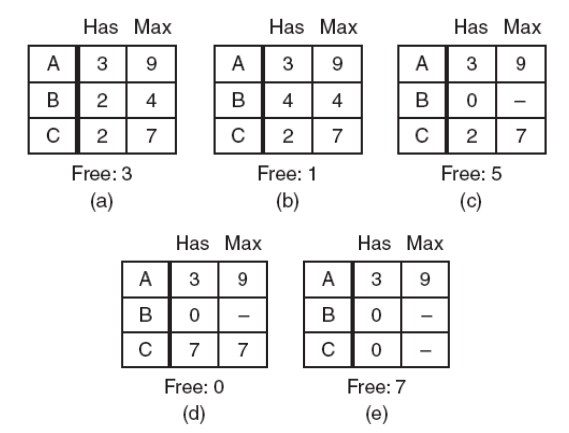 Has Max Has Max Has Max
A 3 9 A 3 9 A 3 9
B 2 4 B 4 4 B 0 –
C 2 7 C 2 7 C 2 7
Free: 3 Free: 1 Free: 5
(a) (b) (c)
Has Max Has Max
A 3 9 A 3 9
B 0 – B 0 –
C 7 7 C 0 –
Free: 0 Free: 7
(d) (e)